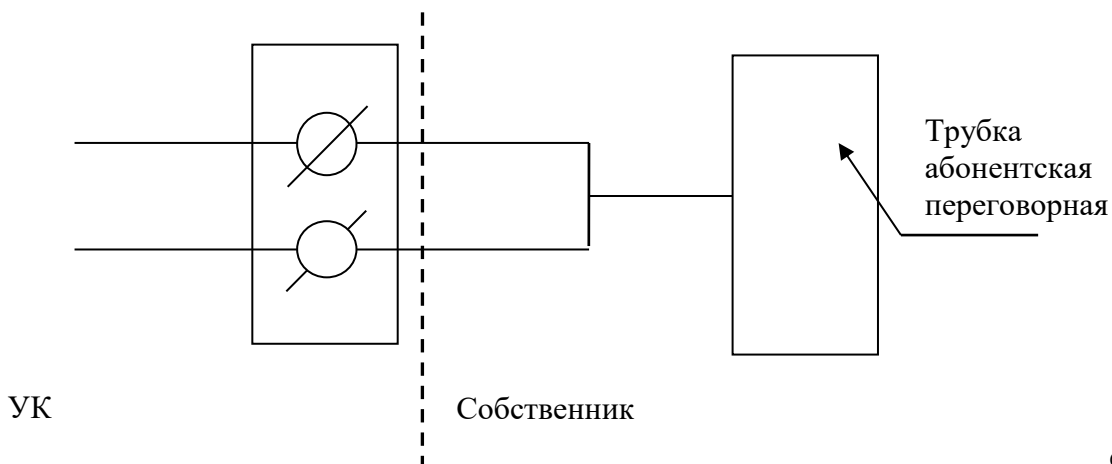 Трубка
абонентская
переговорная
УК
Собственник